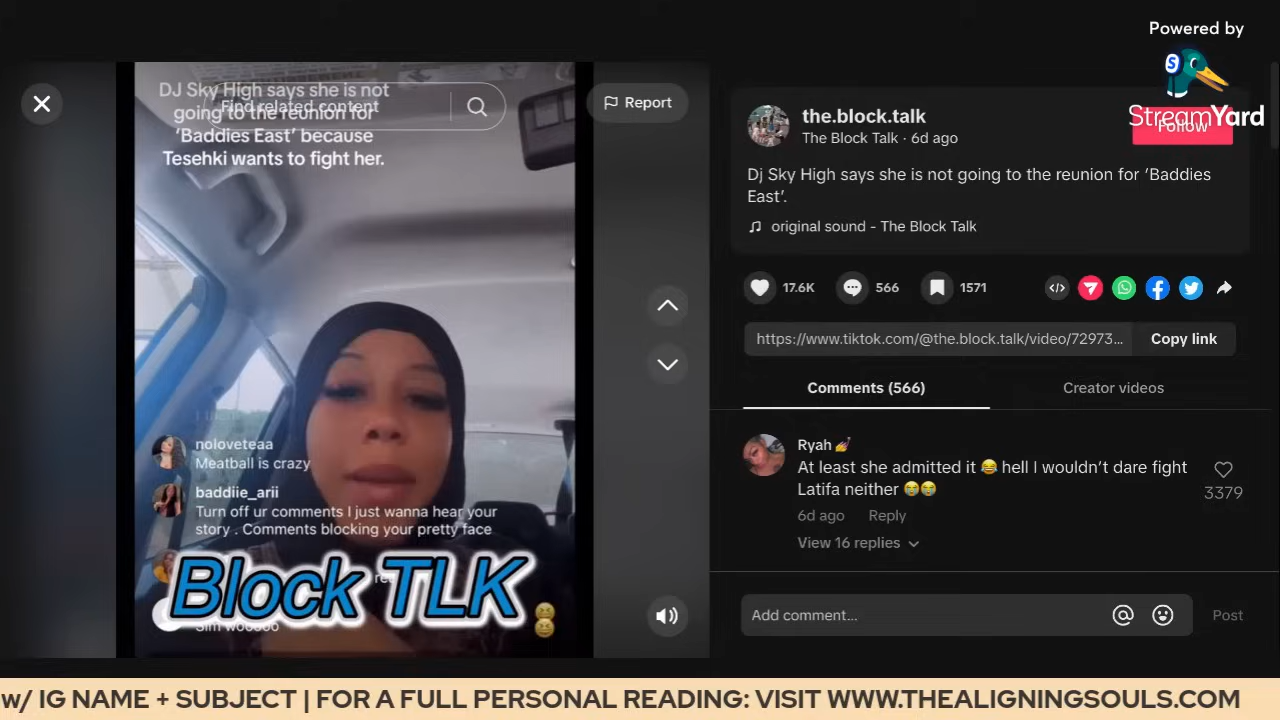 Powered by
StreamYard
DJ Sky High says she is not
going to the reunion for
‘Baddies East’ because
Tesehki wants to fight her.
Find related content
Report
the.block.talk
The Block Talk · 6d ago
Follow
Dj Sky High says she is not going to the reunion for ‘Baddies
East’.
original sound - The Block Talk
17.6K
566
1571
https://www.tiktok.com/@the.block.talk/video/72973...
Copy link
Comments (566)
Creator videos
noloveteaa
Meatball is crazy
baddiie_arii
Turn off ur comments I just wanna hear your
story . Comments blocking your pretty face
Block TLK
Ryah 💅
At least she admitted it 😂 hell I wouldn’t dare fight
Latifa neither 😭😭
3379
6d ago Reply
View 16 replies
Add comment...
Post
w/ IG NAME + SUBJECT | FOR A FULL PERSONAL READING: VISIT WWW.THEALIGNINGSOULS.COM